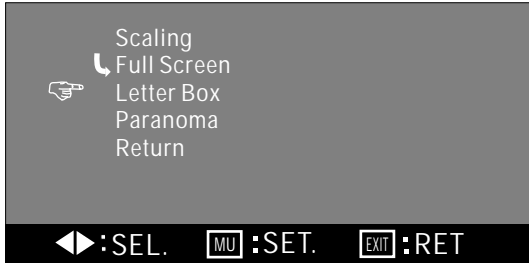 Scaling
Full Screen
Letter Box
Paranoma
Return
:SEL. MU :SET. EXIT :RET